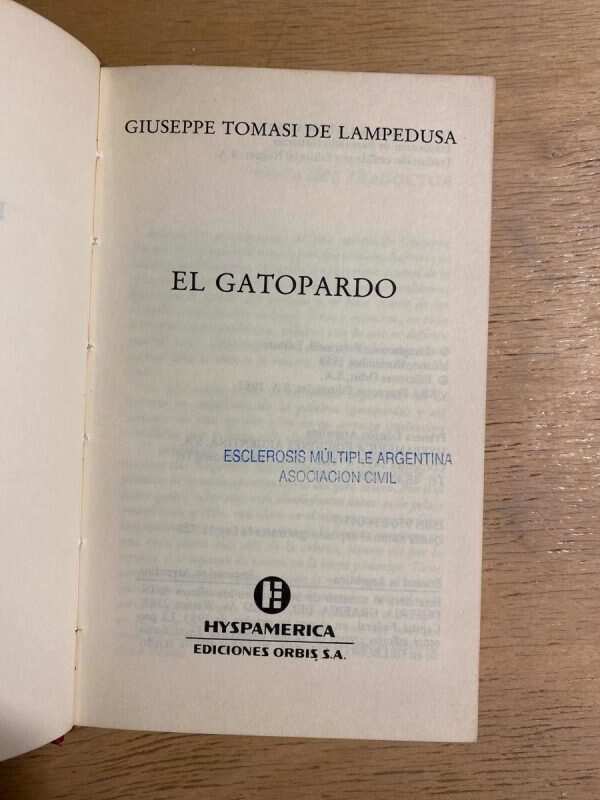 GIUSEPPE TOMASI DE LAMPEDUSA
EL GATOPARDO
ESCLEROSIS MÚLTIPLE ARGENTINA
ASOCIACION CIVIL
HYSPAMERICA
EDICIONES ORBIS, S.A.